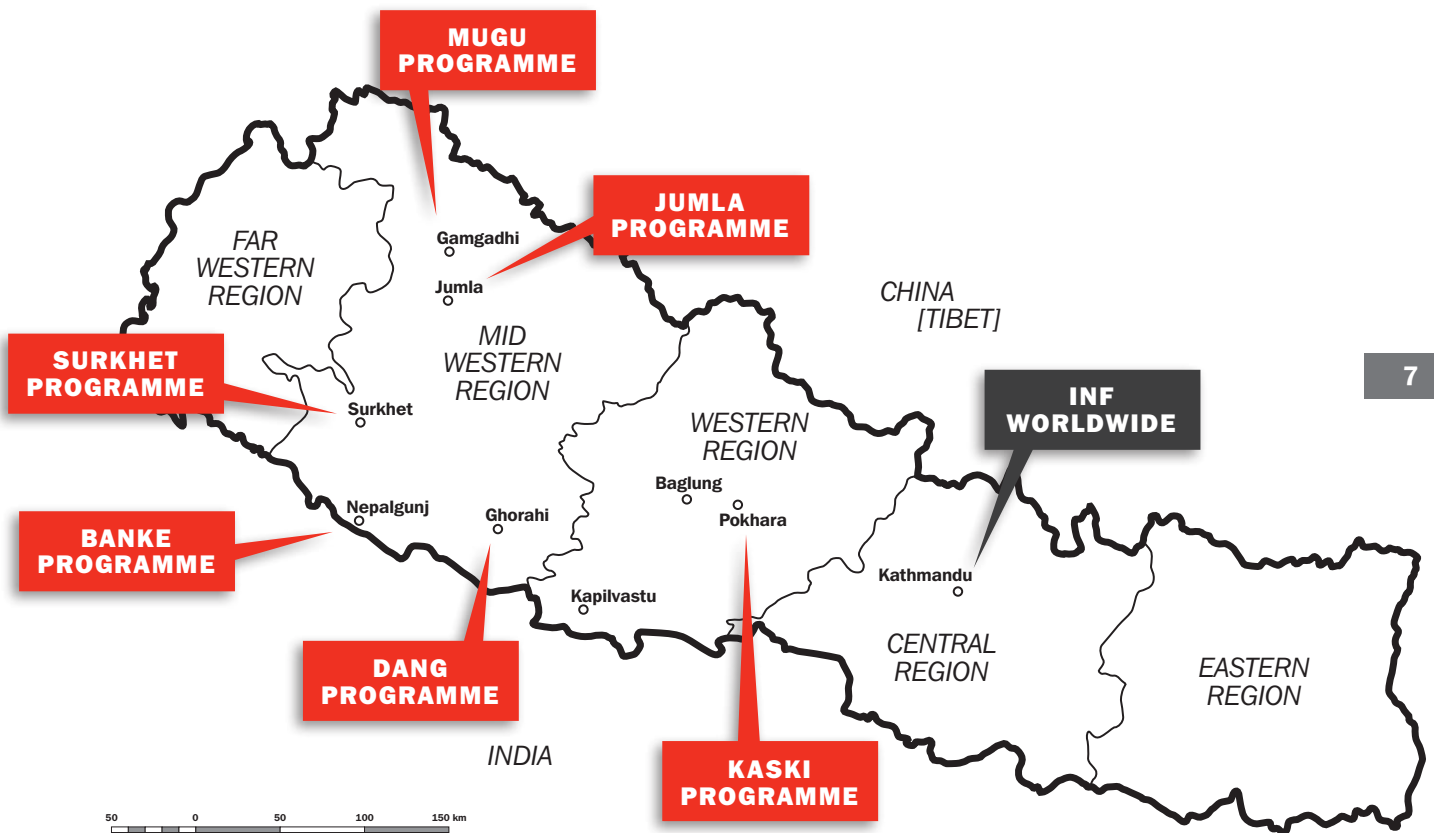 MUGU
PROGRAMME
JUMLA
PROGRAMME
Gamgadhi
FAR
WESTERN
REGION
Jumla
CHINA
[TIBET]
MID
WESTERN
REGION
SURKHET
PROGRAMME
7
INF
WORLDWIDE
Surkhet
WESTERN
REGION
Baglung
Nepalgunj
Ghorahi
Pokhara
BANKE
PROGRAMME
Kathmandu
Kapilvastu
CENTRAL
REGION
DANG
PROGRAMME
EASTERN
REGION
INDIA
KASKI
PROGRAMME
50 0 50 100 150 km